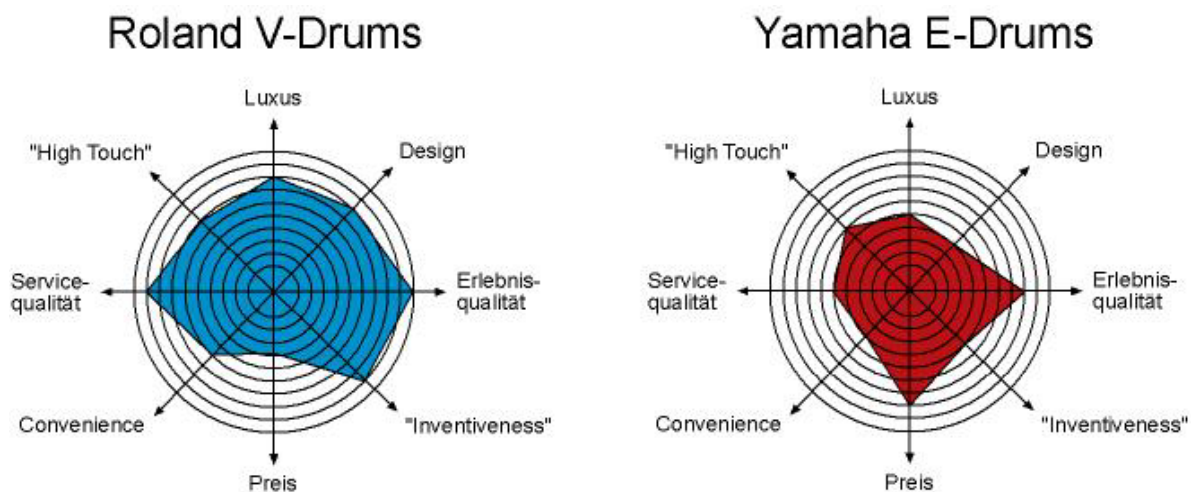 Roland V-Drums
Yamaha E-Drums
Luxus
"High Touch"
Design
Service-
qualität
Erlebnis-
qualität
Convenience
"Inventiveness"
Preis
Luxus
"High Touch"
Design
Service-
qualität
Erlebnis-
qualität
Convenience
"Inventiveness"
Preis